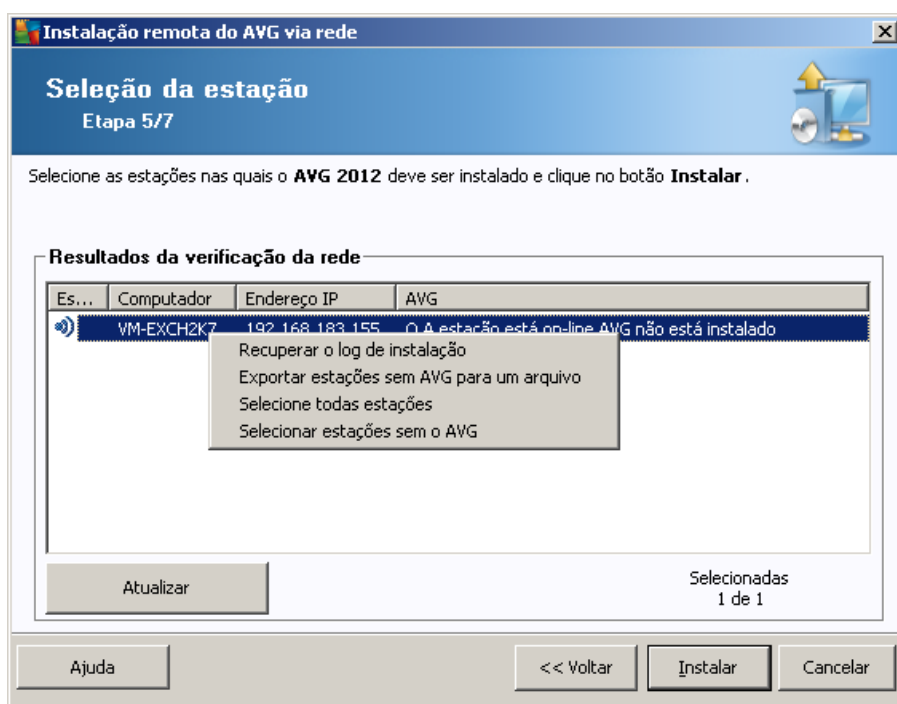 Instalação remota do AVG via rede
Seleção da estação
Etapa 5/7
Selecione as estações nas quais o AVG 2012 deve ser instalado e clique no botão Instalar.
Resultados da verificação da rede
Es... Computador Endereço IP AVG
VM-EXCH2K7 192.168.183.155 O A estação está on-line AVG não está instalado
Recuperar o log de instalação
Exportar estações sem AVG para um arquivo
Selecione todas estações
Selecionar estações sem o AVG
Atualizar
Selecionadas
1 de 1
Ajuda << Voltar Instalar Cancelar